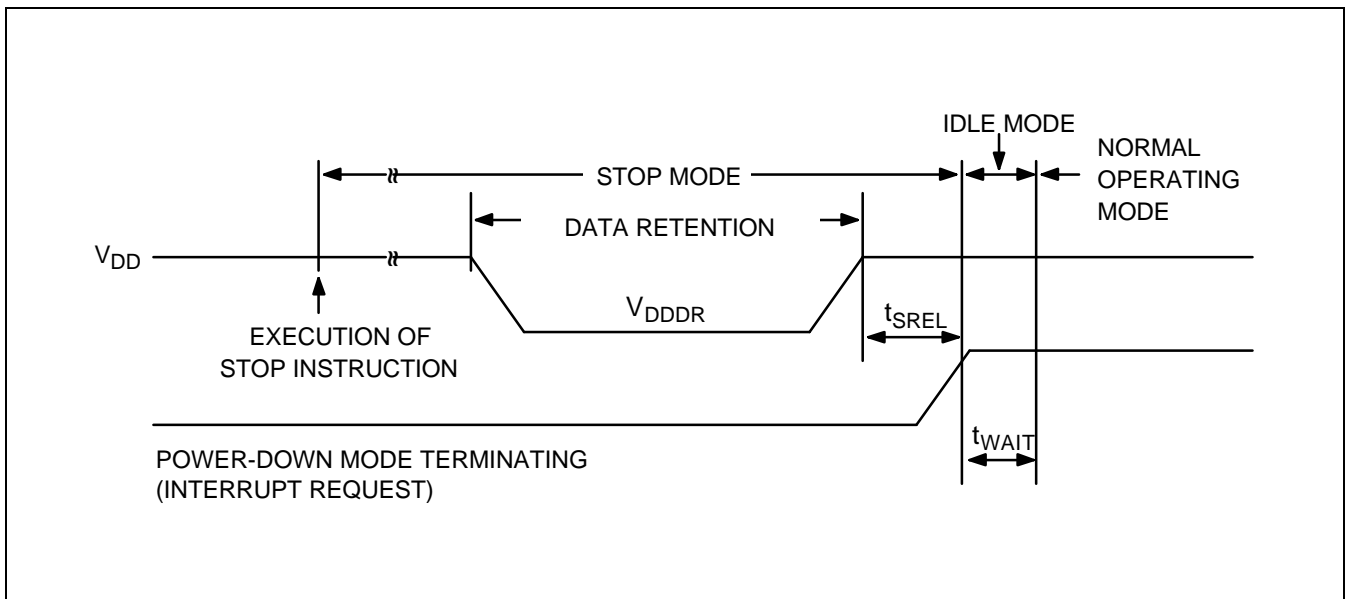 IDLE MODE
NORMAL
OPERATING
MODE
STOP MODE
DATA RETENTION
VDD
VDDDR
tSREL
EXECUTION OF
STOP INSTRUCTION
tWAIT
POWER-DOWN MODE TERMINATING
(INTERRUPT REQUEST)